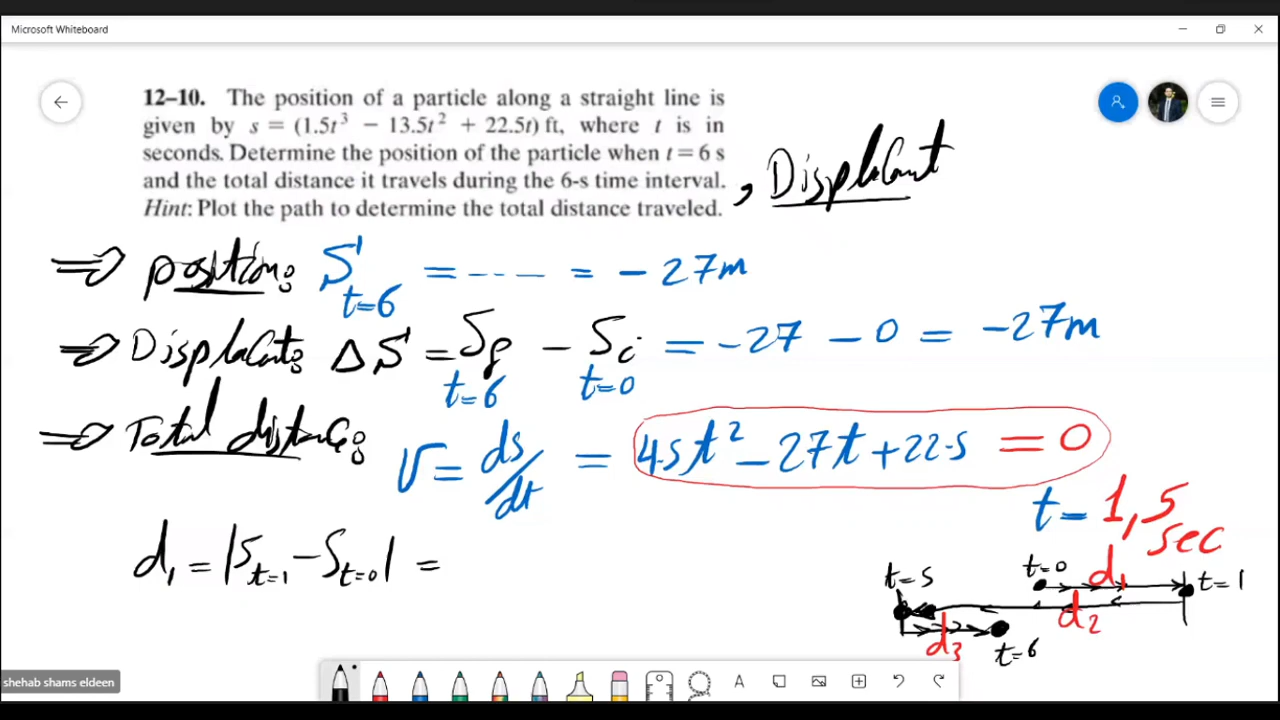 Microsoft Whiteboard
12–10. The position of a particle along a straight line is
given by s = (1.5t³ − 13.5t² + 22.5t) ft, where t is in
seconds. Determine the position of the particle when t = 6 s
and the total distance it travels during the 6-s time interval.
Hint: Plot the path to determine the total distance traveled.
, Displacant
⇒ position: S t=6 = ---- = - 27m
⇒ Displacant: ΔS = Sf t=6 - Si t=0 = -27 - 0 = -27m
⇒ Total distance: v = ds/dt = 4.5t² - 27t + 22.5 = 0
t = 1, 5 sec
d1 = |S t=1 - S t=0| =
t=5 t=0 d1 t=1
d2
d3 t=6
shehab shams eldeen
A